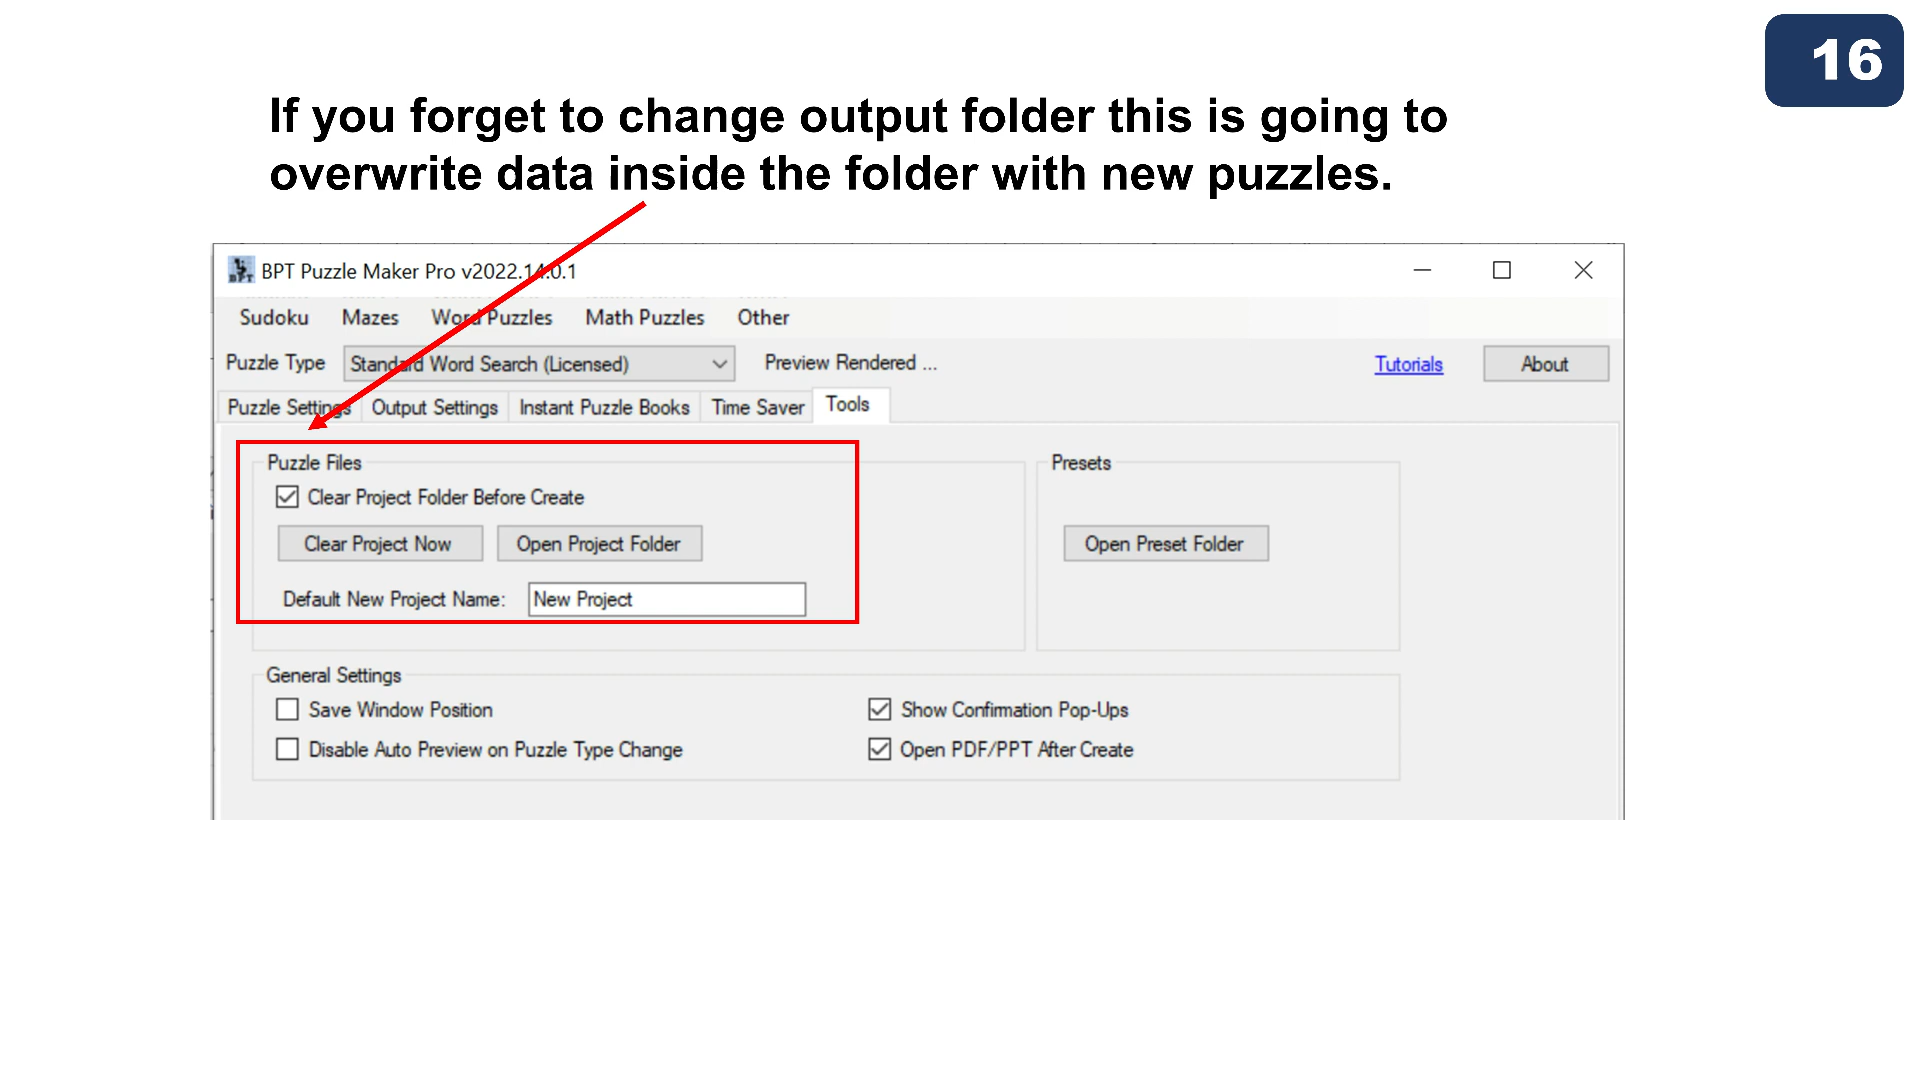 16
If you forget to change output folder this is going to
overwrite data inside the folder with new puzzles.
BPT
BPT Puzzle Maker Pro v2022.14.0.1
Sudoku Mazes Word Puzzles Math Puzzles Other
Puzzle Type Standard Word Search (Licensed) Preview Rendered ... Tutorials About
Puzzle Settings Output Settings Instant Puzzle Books Time Saver Tools
Puzzle Files Presets
Clear Project Folder Before Create
Clear Project Now Open Project Folder Open Preset Folder
Default New Project Name: New Project
General Settings
Save Window Position Show Confirmation Pop-Ups
Disable Auto Preview on Puzzle Type Change Open PDF/PPT After Create